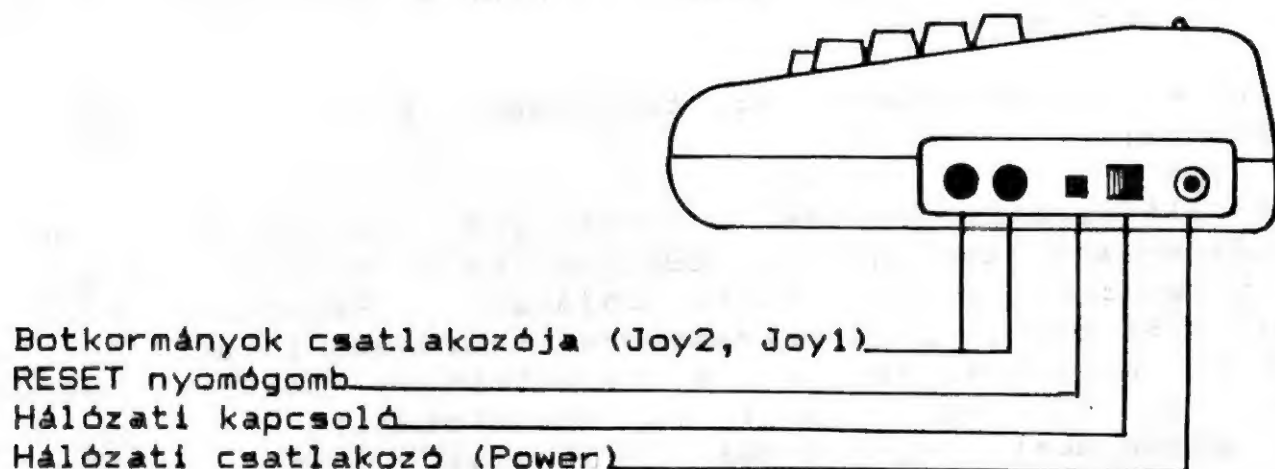 Botkormányok csatlakozója (Joy2, Joy1)
RESET nyomógomb
Hálózati kapcsoló
Hálózati csatlakozó (Power)